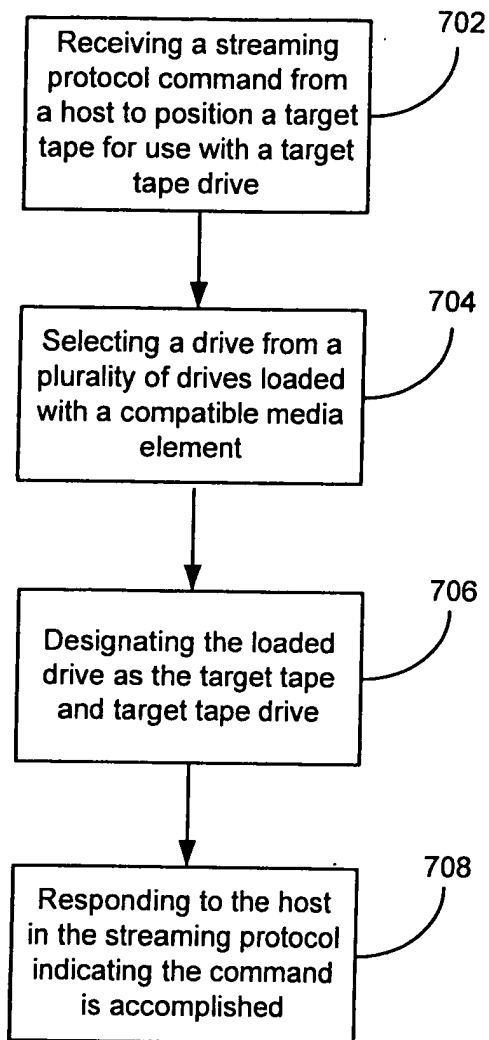 702
Receiving a streaming
protocol command from
a host to position a target
tape for use with a target
tape drive
704
Selecting a drive from a
plurality of drives loaded
with a compatible media
element
706
Designating the loaded
drive as the target tape
and target tape drive
708
Responding to the host
in the streaming protocol
indicating the command
is accomplished